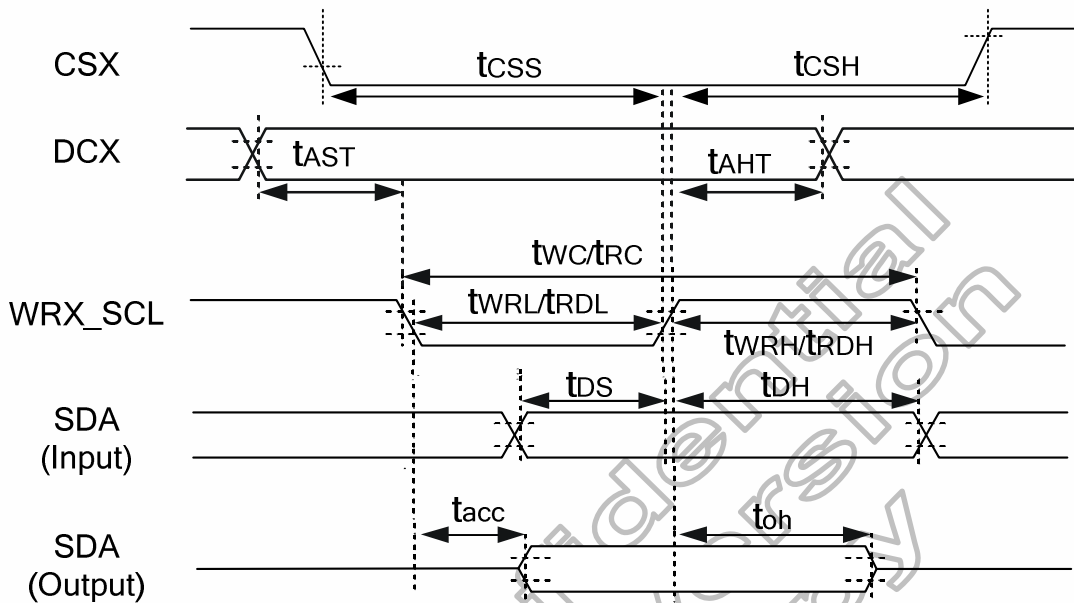 CSX
tCSS
tCSH
DCX
tAST
tAHT
tWC/tRC
WRX_SCL
tWRL/tRDL
tWRH/tRDH
SDA
(Input)
tDS
tDH
SDA
(Output)
tacc
toh